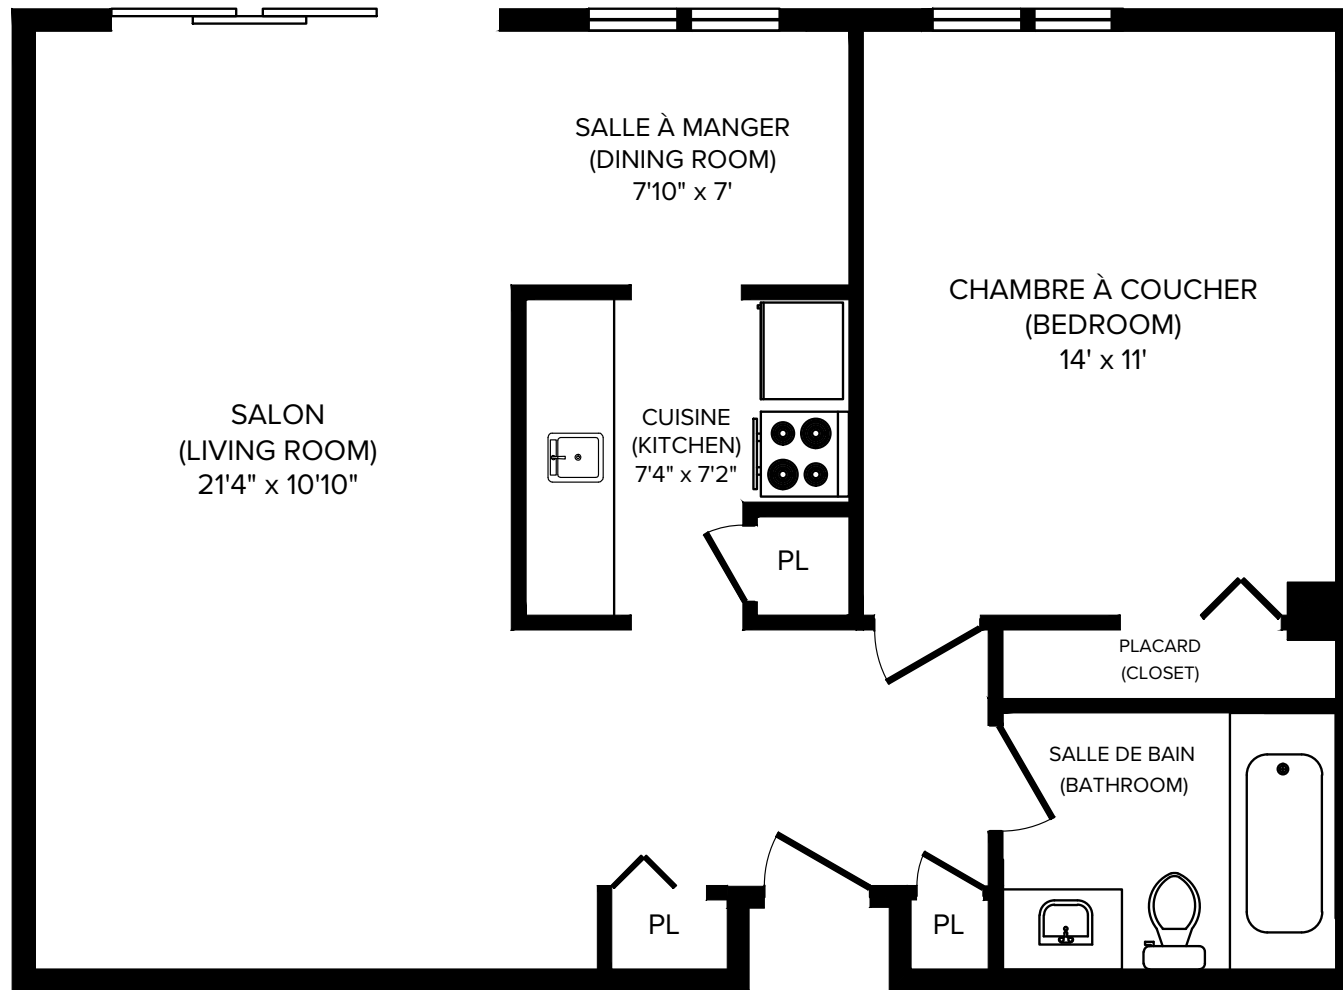 SALLE À MANGER
(DINING ROOM)
7'10" x 7'
CHAMBRE À COUCHER
(BEDROOM)
14' x 11'
SALON
(LIVING ROOM)
21'4" x 10'10"
CUISINE
(KITCHEN)
7'4" x 7'2"
PL
PLACARD
(CLOSET)
SALLE DE BAIN
(BATHROOM)
PL
PL